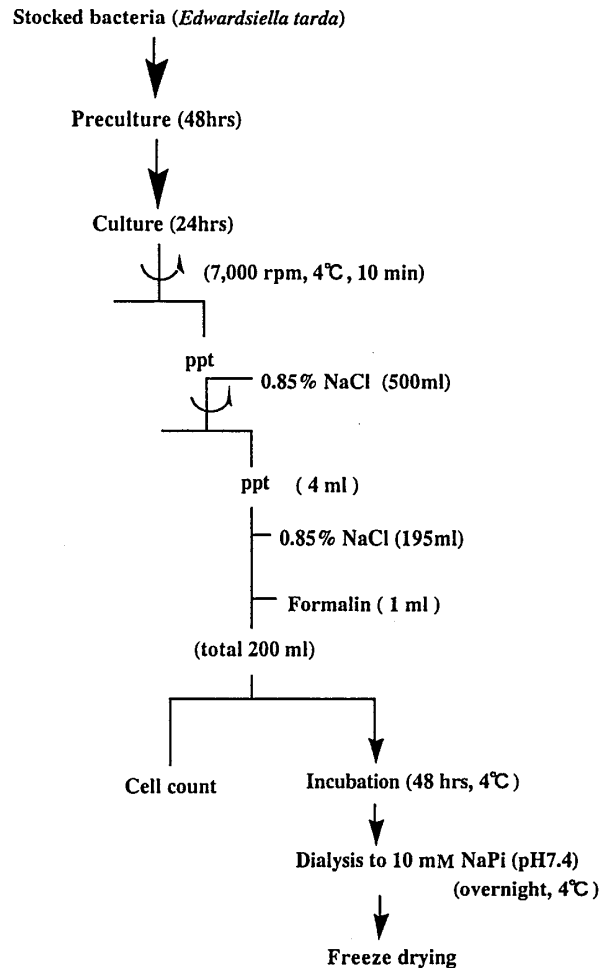 Stocked bacteria (Edwardsiella tarda)
Preculture (48hrs)
Culture (24hrs)
(7,000 rpm, 4℃, 10 min)
ppt
0.85% NaCl (500ml)
ppt ( 4 ml )
0.85% NaCl (195ml)
Formalin ( 1 ml )
(total 200 ml)
Cell count
Incubation (48 hrs, 4℃)
Dialysis to 10 mM NaPi (pH7.4)
(overnight, 4℃)
Freeze drying